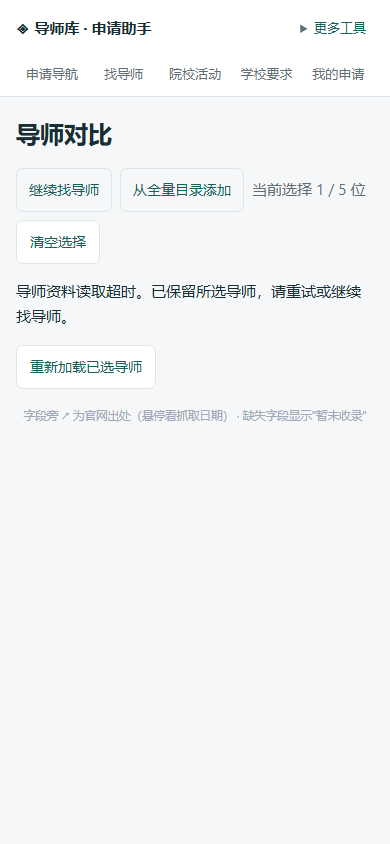 ◈ 导师库 · 申请助手
▶ 更多工具
申请导航 找导师 院校活动 学校要求 我的申请
导师对比
继续找导师 从全量目录添加 当前选择 1 / 5 位
清空选择
导师资料读取超时。已保留所选导师，请重试或继续
找导师。
重新加载已选导师
字段旁 ↗ 为官网出处（悬停看抓取日期） · 缺失字段显示"暂未收录"